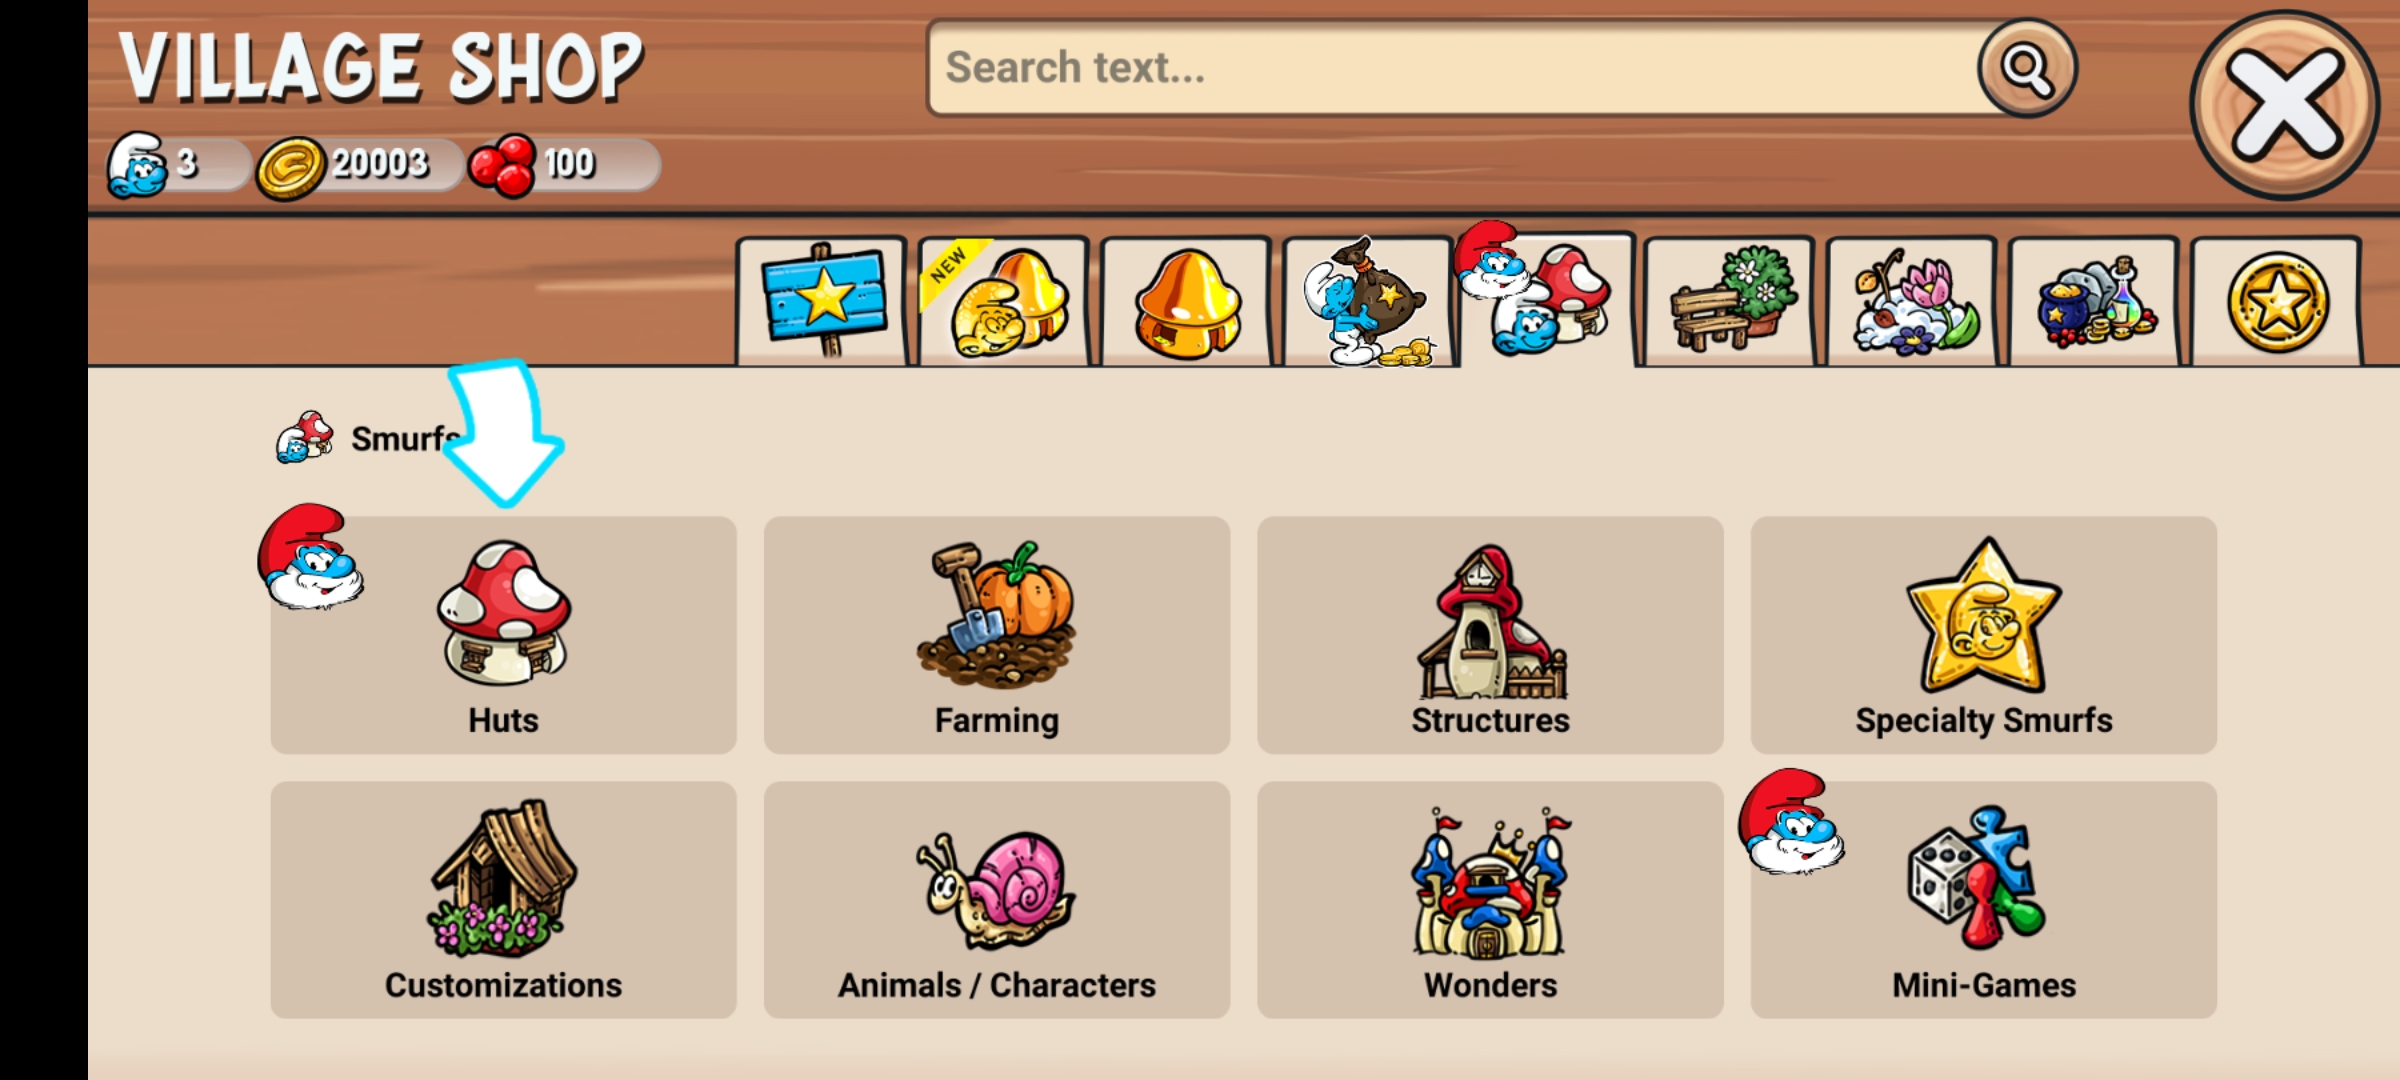 VILLAGE SHOP
Search text...
3
20003
100
NEW
Smurfs
Huts
Farming
Structures
Specialty Smurfs
Customizations
Animals / Characters
Wonders
Mini-Games